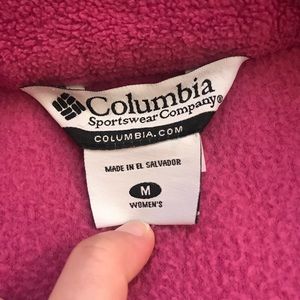 Columbia
Sportswear Company®
COLUMBIA.COM
MADE IN EL SALVADOR
M
WOMEN'S